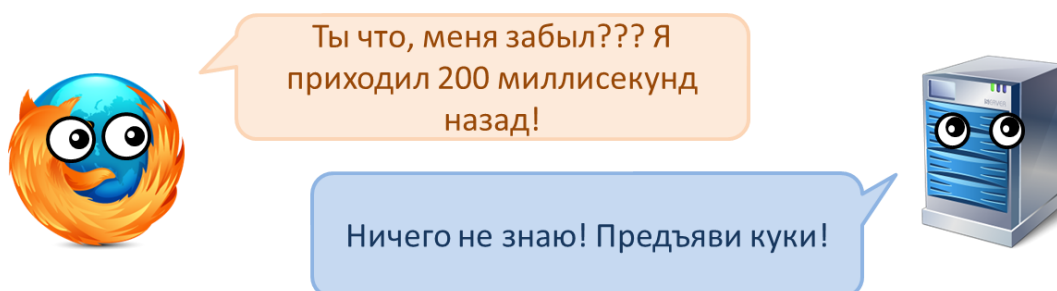 Ты что, меня забыл??? Я
приходил 200 миллисекунд
назад!
Ничего не знаю! Предъяви куки!